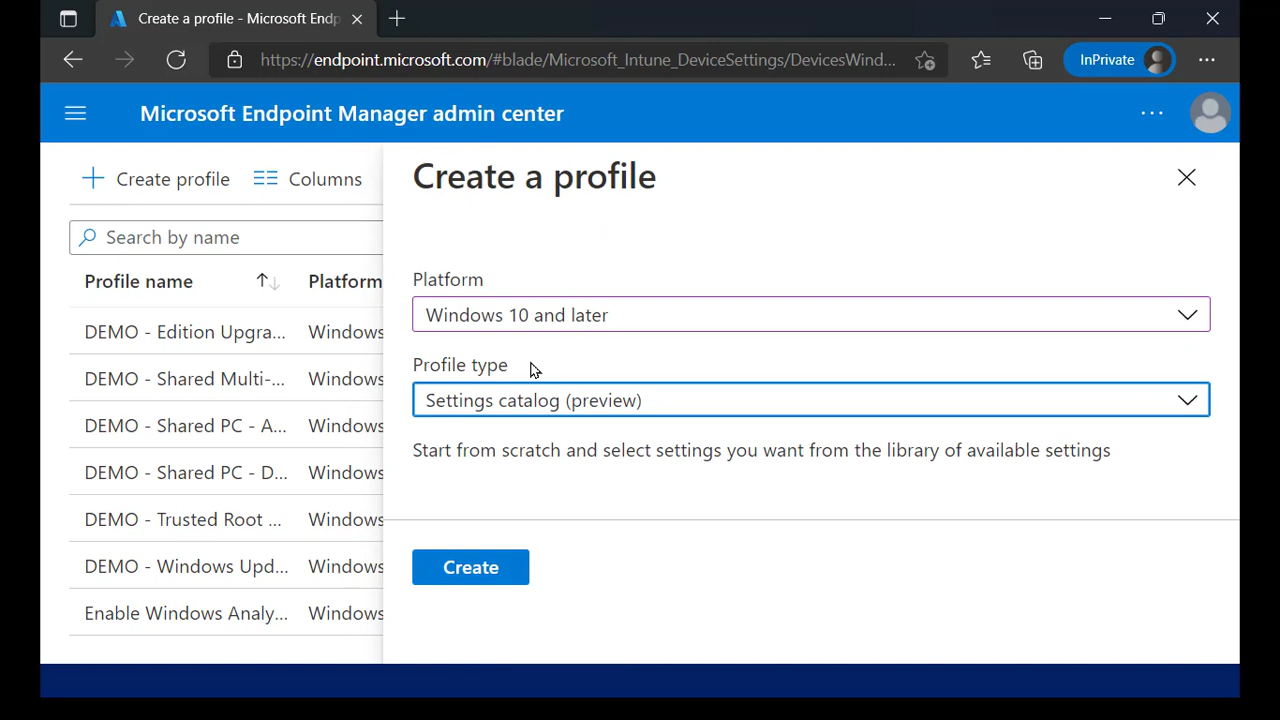 Create a profile - Microsoft Endp
https://endpoint.microsoft.com/#blade/Microsoft_Intune_DeviceSettings/DevicesWind...
InPrivate
Microsoft Endpoint Manager admin center
Create profile
Columns
Search by name
Profile name
Platform
DEMO - Edition Upgra... Windows
DEMO - Shared Multi-... Windows
DEMO - Shared PC - A... Windows
DEMO - Shared PC - D... Windows
DEMO - Trusted Root ... Windows
DEMO - Windows Upd... Windows
Enable Windows Analy... Windows
Create a profile
Platform
Windows 10 and later
Profile type
Settings catalog (preview)
Start from scratch and select settings you want from the library of available settings
Create